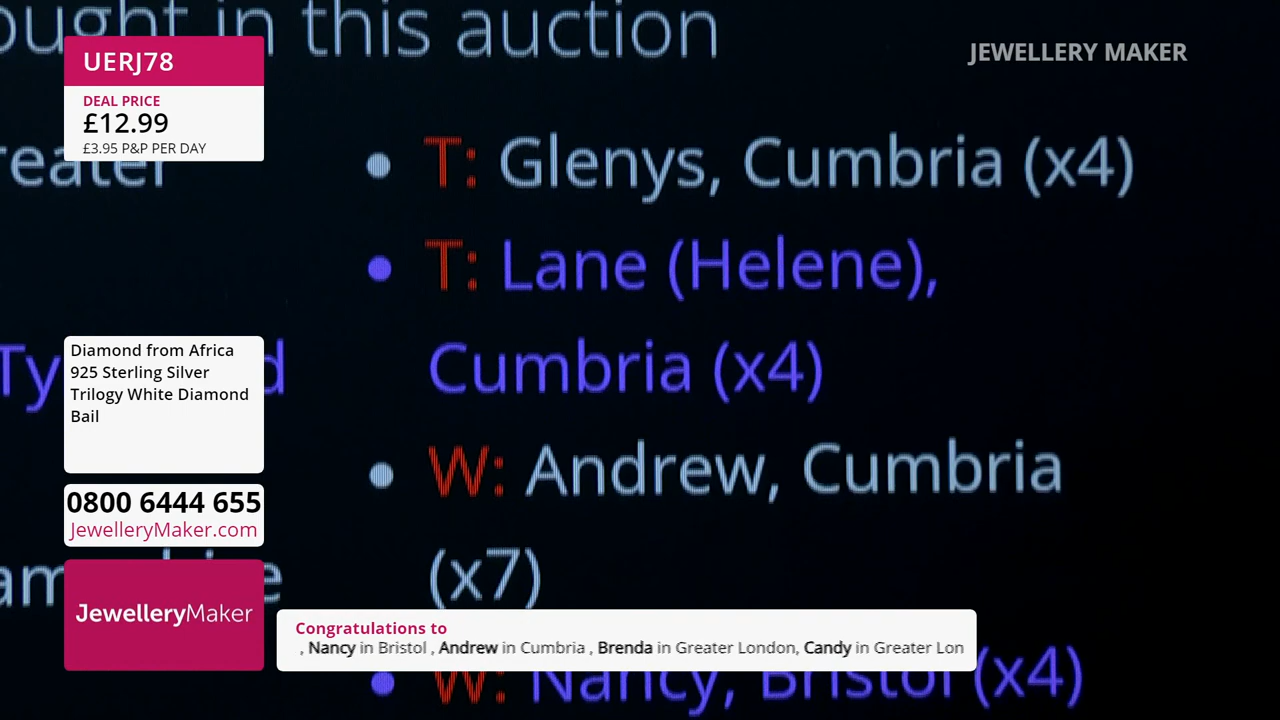 ought in this auction
JEWELLERY MAKER
UERJ78
DEAL PRICE
£12.99
£3.95 P&P PER DAY
• T: Glenys, Cumbria (x4)
• T: Lane (Helene),
Cumbria (x4)
• W: Andrew, Cumbria
(x7)
• W: Nancy, Bristol (x4)
Diamond from Africa
925 Sterling Silver
Trilogy White Diamond
Bail
0800 6444 655
JewelleryMaker.com
JewelleryMaker
Congratulations to
, Nancy in Bristol , Andrew in Cumbria , Brenda in Greater London, Candy in Greater Lon